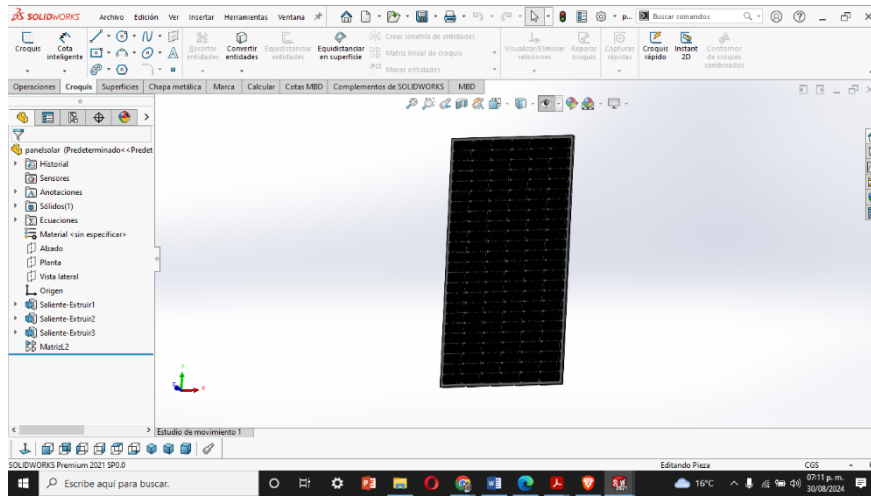 SOLIDWORKS Archivo Edición Ver Insertar Herramientas Ventana p... Buscar comandos
Croquis Cota inteligente Recortar entidades Convertir entidades Equidistanciar entidades Equidistanciar en superficie Crear simetría de entidades Matriz lineal de croquis Mover entidades Visualizar/Eliminar relaciones Reparar croquis Capturas rápidas Croquis rápido Instant 2D Contornos de croquis sombreados
Operaciones Croquis Superficies Chapa metálica Marca Calcular Cotas MBD Complementos de SOLIDWORKS MBD
panelsolar (Predeterminado<<Predet
Historial
Sensores
Anotaciones
Sólidos(1)
Ecuaciones
Material <sin especificar>
Alzado
Planta
Vista lateral
Origen
Saliente-Extruir1
Saliente-Extruir2
Saliente-Extruir3
MatrizL2
Y
Z X
Estudio de movimiento 1
SOLIDWORKS Premium 2021 SP0.0 Editando Pieza CGS
Escribe aquí para buscar. 16°C 07:11 p. m.
30/08/2024